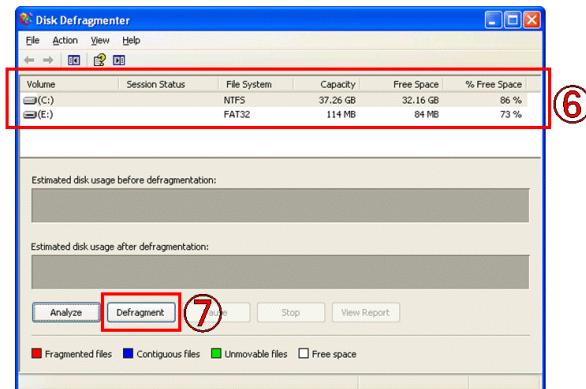 Disk Defragmenter
File Action View Help
Volume Session Status File System Capacity Free Space % Free Space
(C:) NTFS 37.26 GB 32.16 GB 86 %
(E:) FAT32 114 MB 84 MB 73 %
⑥
Estimated disk usage before defragmentation:
Estimated disk usage after defragmentation:
Analyze Defragment ⑦ Stop View Report
Fragmented files Contiguous files Unmovable files Free space